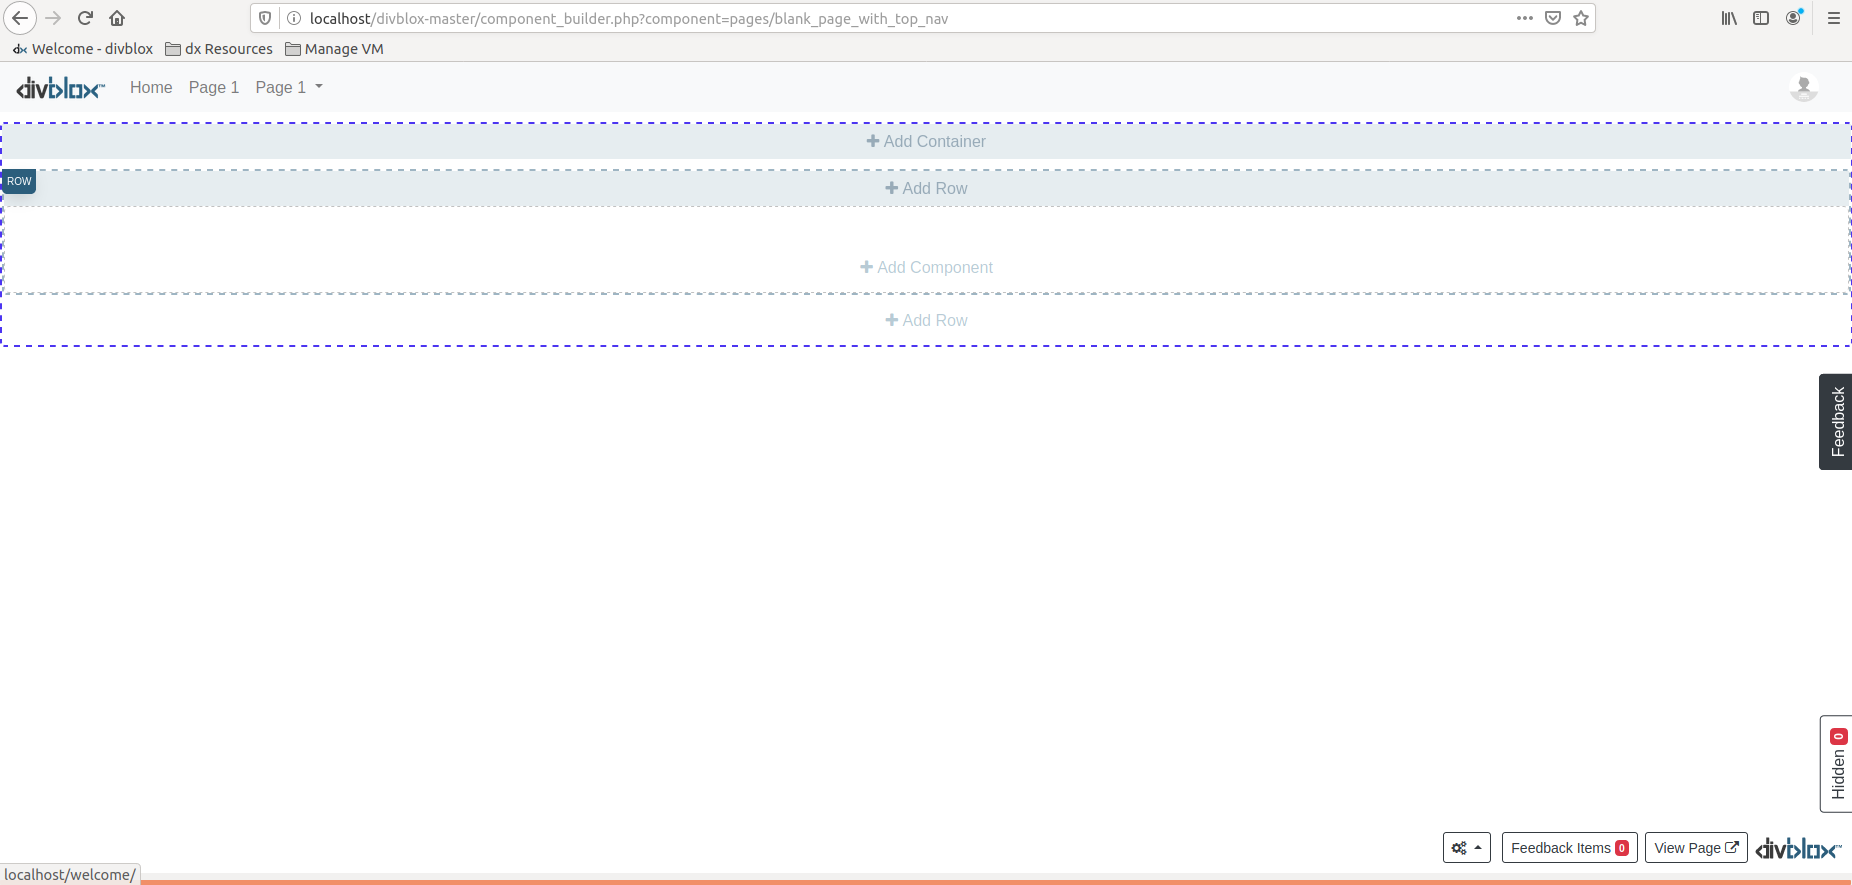 localhost/divblox-master/component_builder.php?component=pages/blank_page_with_top_nav
Welcome - divblox dx Resources Manage VM
divblox™ Home Page 1 Page 1
Add Container
ROW
Add Row
Add Component
Add Row
Feedback
Hidden 0
Feedback Items 0 View Page divblox™
localhost/welcome/